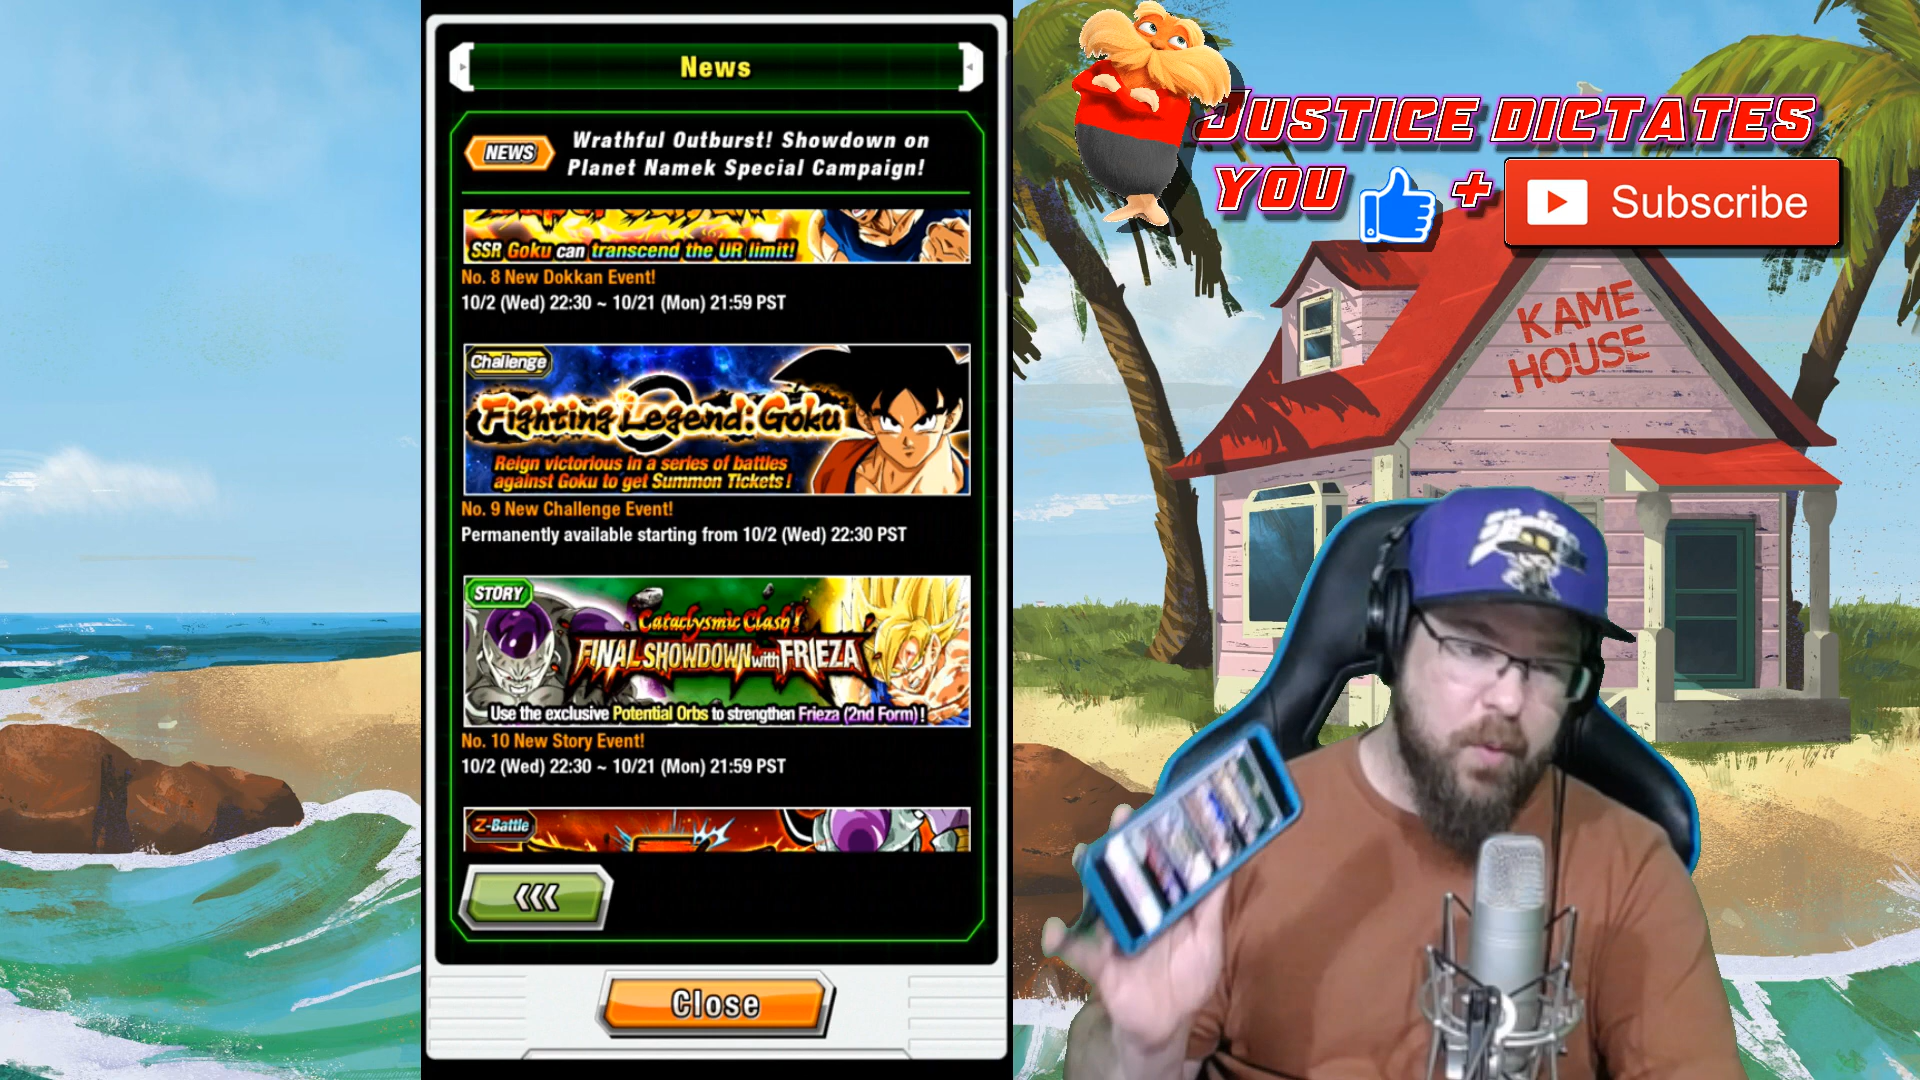 News
NEWS
Wrathful Outburst! Showdown on
Planet Namek Special Campaign!
SSR Goku can transcend the UR limit!
No. 8 New Dokkan Event!
10/2 (Wed) 22:30 ~ 10/21 (Mon) 21:59 PST
Challenge
Fighting Legend: Goku
Reign victorious in a series of battles
against Goku to get Summon Tickets!
No. 9 New Challenge Event!
Permanently available starting from 10/2 (Wed) 22:30 PST
STORY
Cataclysmic Clash!
FINAL SHOWDOWN with FRIEZA
Use the exclusive Potential Orbs to strengthen Frieza (2nd Form)!
No. 10 New Story Event!
10/2 (Wed) 22:30 ~ 10/21 (Mon) 21:59 PST
Z-Battle
Close
JUSTICE DICTATES
YOU + Subscribe
KAME
HOUSE